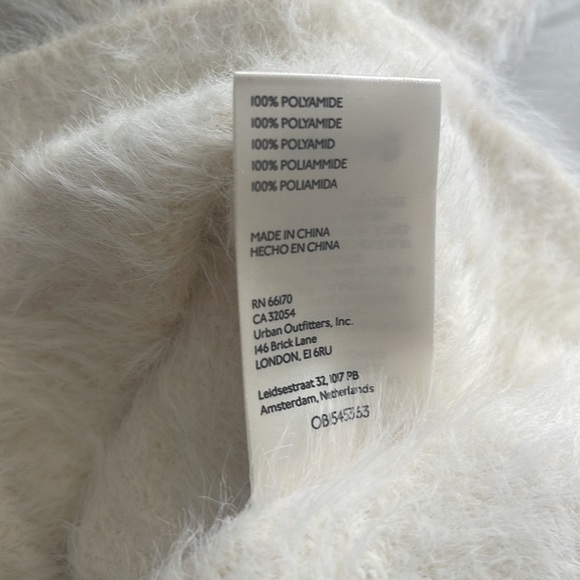 100% POLYAMIDE
100% POLYAMIDE
100% POLYAMID
100% POLIAMMIDE
100% POLIAMIDA
MADE IN CHINA
HECHO EN CHINA
RN 66170
CA 32054
Urban Outfitters, Inc.
146 Brick Lane
LONDON, E1 6RU
Leidsestraat 32, 1017 PB
Amsterdam, Netherlands